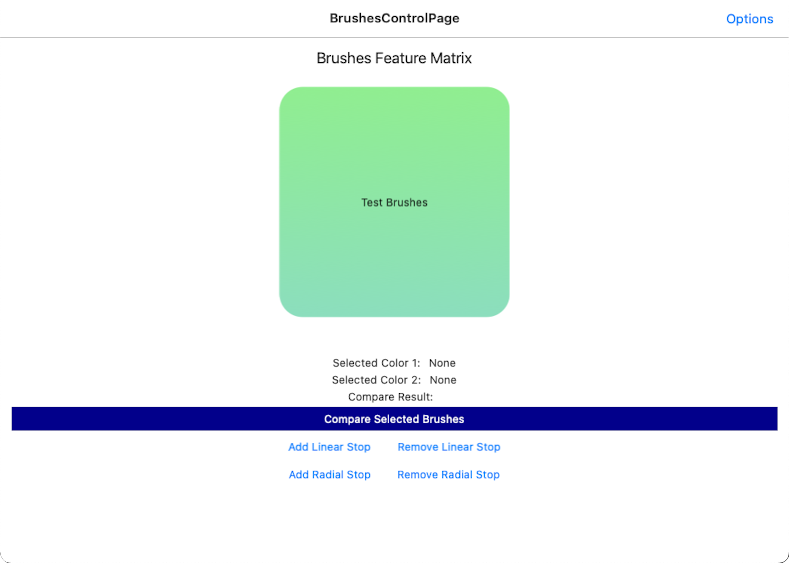 BrushesControlPage
Options
Brushes Feature Matrix
Test Brushes
Selected Color 1: None
Selected Color 2: None
Compare Result:
Compare Selected Brushes
Add Linear Stop Remove Linear Stop
Add Radial Stop Remove Radial Stop